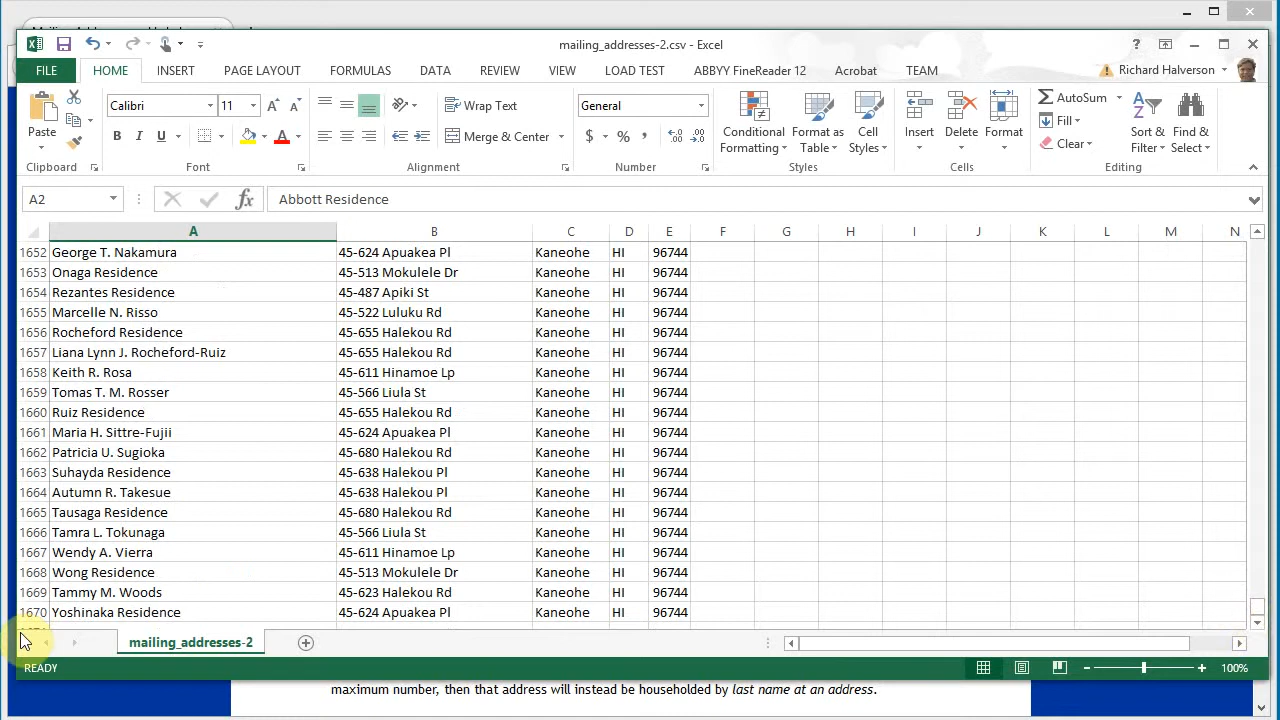 mailing_addresses-2.csv - Excel
FILE HOME INSERT PAGE LAYOUT FORMULAS DATA REVIEW VIEW LOAD TEST ABBYY FineReader 12 Acrobat TEAM Richard Halverson
Paste
Calibri 11
B I U
Wrap Text
Merge & Center
General
$ % ,
Conditional Formatting
Format as Table
Cell Styles
Insert Delete Format
AutoSum
Fill
Clear
Sort & Filter
Find & Select
Clipboard Font Alignment Number Styles Cells Editing
A2 fx Abbott Residence
A B C D E F G H I J K L M N
1652 George T. Nakamura 45-624 Apuakea Pl Kaneohe HI 96744
1653 Onaga Residence 45-513 Mokulele Dr Kaneohe HI 96744
1654 Rezantes Residence 45-487 Apiki St Kaneohe HI 96744
1655 Marcelle N. Risso 45-522 Luluku Rd Kaneohe HI 96744
1656 Rocheford Residence 45-655 Halekou Rd Kaneohe HI 96744
1657 Liana Lynn J. Rocheford-Ruiz 45-655 Halekou Rd Kaneohe HI 96744
1658 Keith R. Rosa 45-611 Hinamoe Lp Kaneohe HI 96744
1659 Tomas T. M. Rosser 45-566 Liula St Kaneohe HI 96744
1660 Ruiz Residence 45-655 Halekou Rd Kaneohe HI 96744
1661 Maria H. Sittre-Fujii 45-624 Apuakea Pl Kaneohe HI 96744
1662 Patricia U. Sugioka 45-680 Halekou Rd Kaneohe HI 96744
1663 Suhayda Residence 45-638 Halekou Pl Kaneohe HI 96744
1664 Autumn R. Takesue 45-638 Halekou Pl Kaneohe HI 96744
1665 Tausaga Residence 45-680 Halekou Rd Kaneohe HI 96744
1666 Tamra L. Tokunaga 45-566 Liula St Kaneohe HI 96744
1667 Wendy A. Vierra 45-611 Hinamoe Lp Kaneohe HI 96744
1668 Wong Residence 45-513 Mokulele Dr Kaneohe HI 96744
1669 Tammy M. Woods 45-623 Halekou Rd Kaneohe HI 96744
1670 Yoshinaka Residence 45-624 Apuakea Pl Kaneohe HI 96744
mailing_addresses-2
READY 100%
maximum number, then that address will instead be householded by last name at an address.